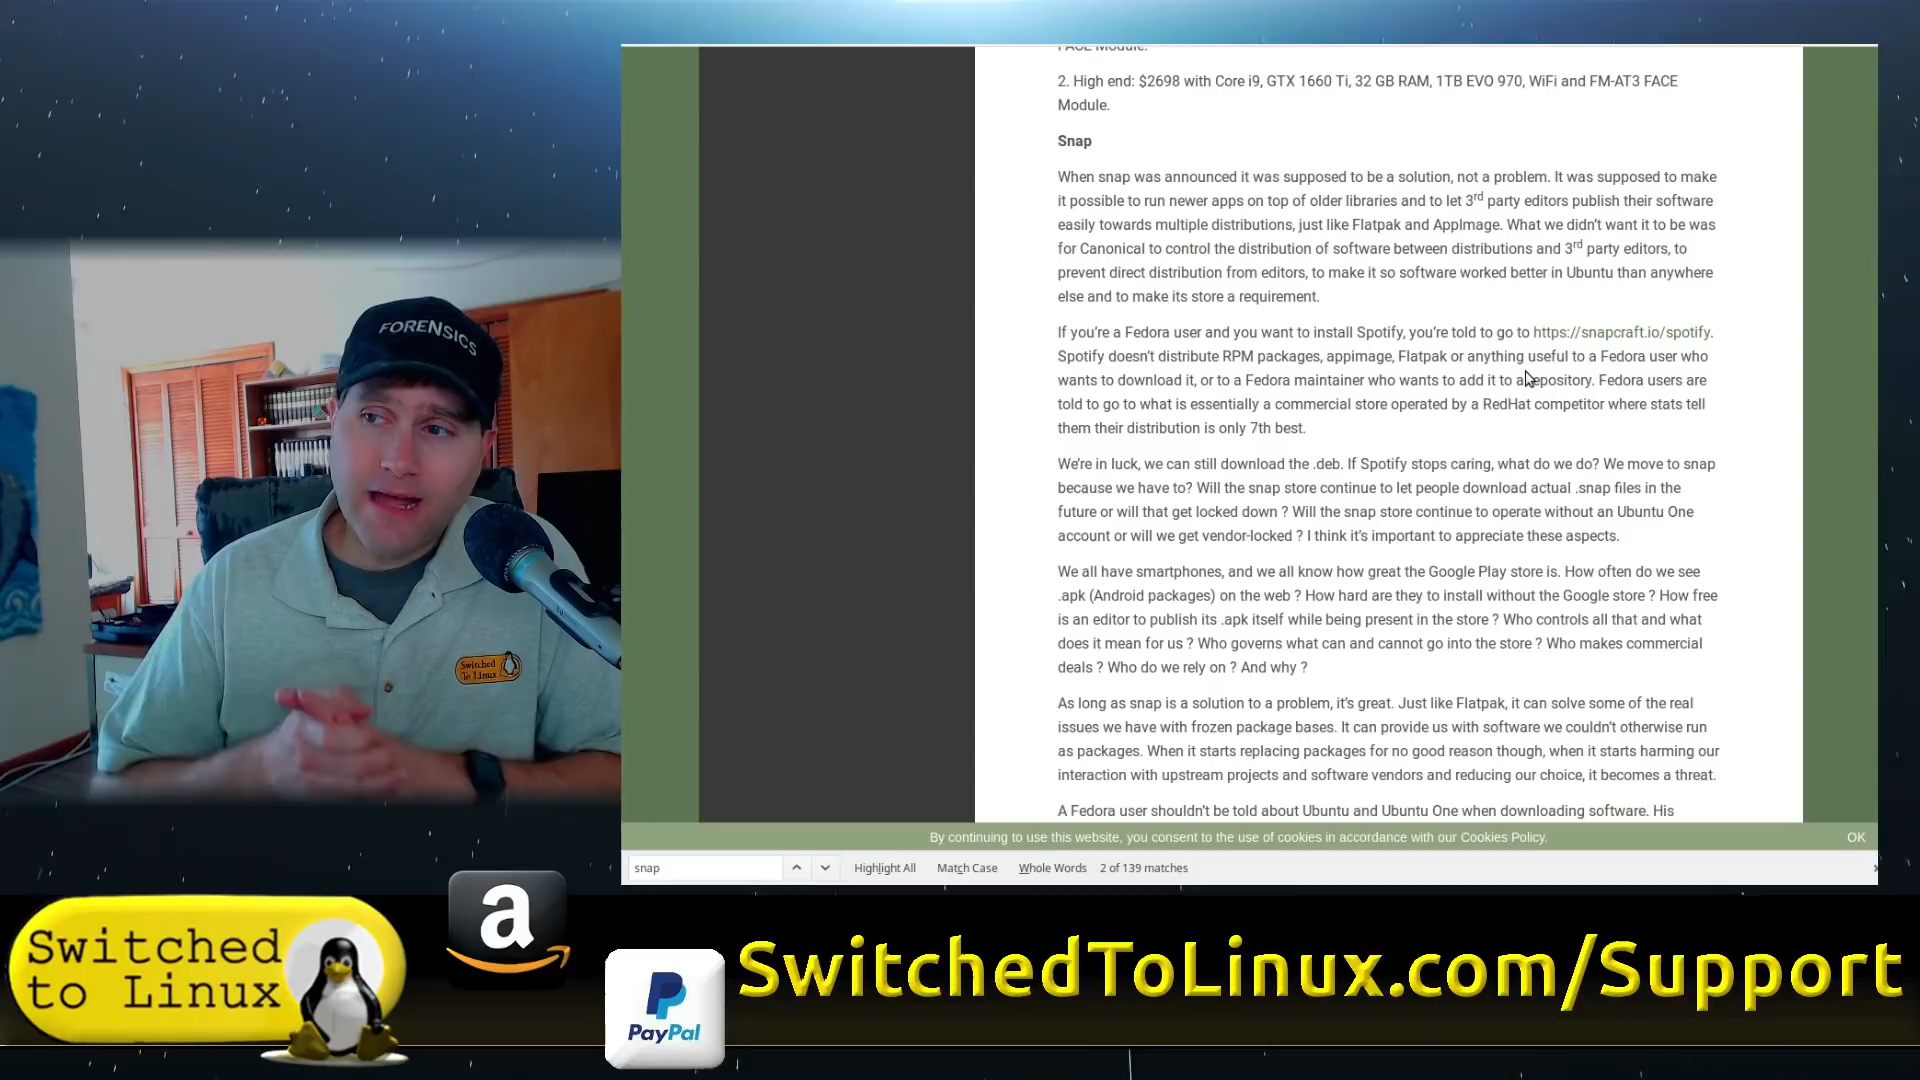 FACE Module.
2. High end: $2698 with Core i9, GTX 1660 Ti, 32 GB RAM, 1TB EVO 970, WiFi and FM-AT3 FACE
Module.
Snap
When snap was announced it was supposed to be a solution, not a problem. It was supposed to make
it possible to run newer apps on top of older libraries and to let 3rd party editors publish their software
easily towards multiple distributions, just like Flatpak and AppImage. What we didn't want it to be was
for Canonical to control the distribution of software between distributions and 3rd party editors, to
prevent direct distribution from editors, to make it so software worked better in Ubuntu than anywhere
else and to make its store a requirement.
If you're a Fedora user and you want to install Spotify, you're told to go to https://snapcraft.io/spotify.
Spotify doesn't distribute RPM packages, appimage, Flatpak or anything useful to a Fedora user who
wants to download it, or to a Fedora maintainer who wants to add it to a repository. Fedora users are
told to go to what is essentially a commercial store operated by a RedHat competitor where stats tell
them their distribution is only 7th best.
We're in luck, we can still download the .deb. If Spotify stops caring, what do we do? We move to snap
because we have to? Will the snap store continue to let people download actual .snap files in the
future or will that get locked down ? Will the snap store continue to operate without an Ubuntu One
account or will we get vendor-locked ? I think it's important to appreciate these aspects.
We all have smartphones, and we all know how great the Google Play store is. How often do we see
.apk (Android packages) on the web ? How hard are they to install without the Google store ? How free
is an editor to publish its .apk itself while being present in the store ? Who controls all that and what
does it mean for us ? Who governs what can and cannot go into the store ? Who makes commercial
deals ? Who do we rely on ? And why ?
As long as snap is a solution to a problem, it's great. Just like Flatpak, it can solve some of the real
issues we have with frozen package bases. It can provide us with software we couldn't otherwise run
as packages. When it starts replacing packages for no good reason though, when it starts harming our
interaction with upstream projects and software vendors and reducing our choice, it becomes a threat.
A Fedora user shouldn't be told about Ubuntu and Ubuntu One when downloading software. His
By continuing to use this website, you consent to the use of cookies in accordance with our Cookies Policy.
OK
snap
Highlight All
Match Case
Whole Words
2 of 139 matches
FORENSICS
Switched
To Linux
Switched
to Linux
a
PayPal
SwitchedToLinux.com/Support